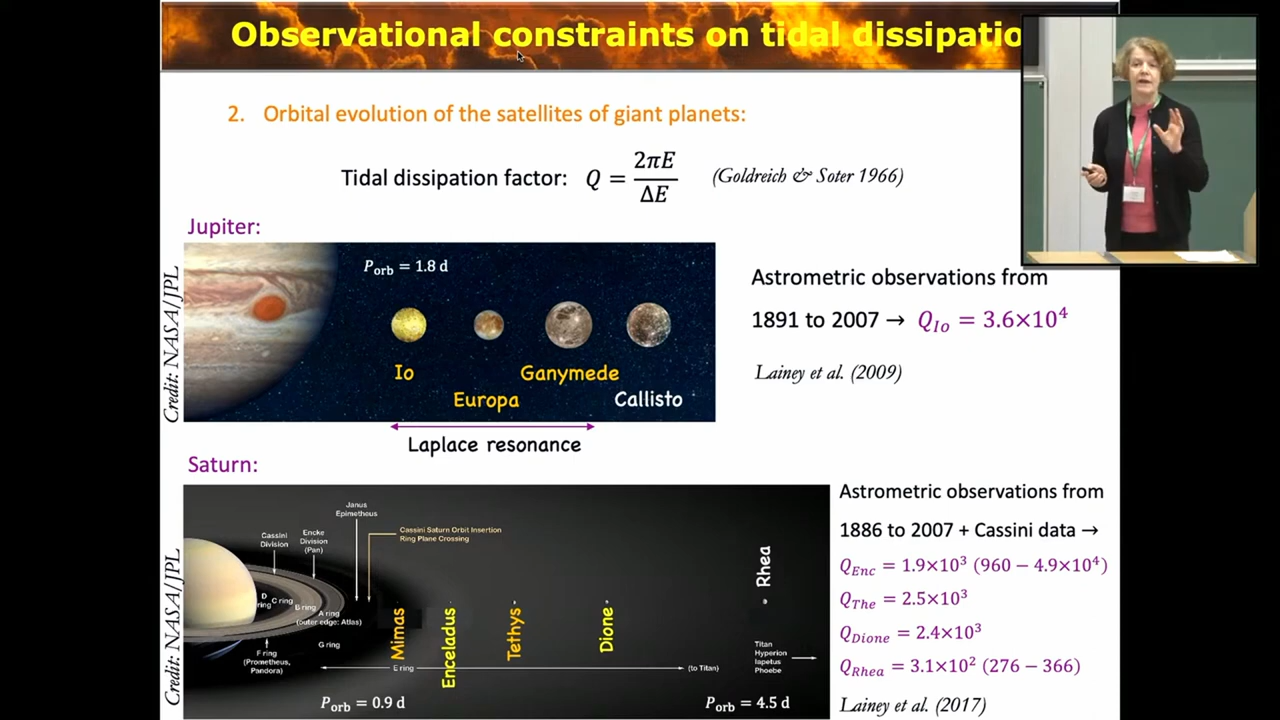 Observational constraints on tidal dissipatio
2. Orbital evolution of the satellites of giant planets:
Tidal dissipation factor: Q = 2πE / ΔE (Goldreich & Soter 1966)
Jupiter:
Credit: NASA/JPL
P_orb = 1.8 d
Io
Europa
Ganymede
Callisto
Laplace resonance
Astrometric observations from
1891 to 2007 → Q_Io = 3.6×10⁴
Lainey et al. (2009)
Saturn:
Credit: NASA/JPL
Janus
Epimetheus
Cassini
Division
Encke
Division
(Pan)
Cassini Saturn Orbit Insertion
Ring Plane Crossing
D
ring
C ring
B ring
A ring
(outer edge: Atlas)
G ring
F ring
(Prometheus,
Pandora)
E ring
(to Titan)
Mimas
Enceladus
Tethys
Dione
Rhea
Titan
Hyperion
Iapetus
Phoebe
P_orb = 0.9 d
P_orb = 4.5 d
Astrometric observations from
1886 to 2007 + Cassini data →
Q_Enc = 1.9×10³ (960 – 4.9×10⁴)
Q_The = 2.5×10³
Q_Dione = 2.4×10³
Q_Rhea = 3.1×10² (276 – 366)
Lainey et al. (2017)